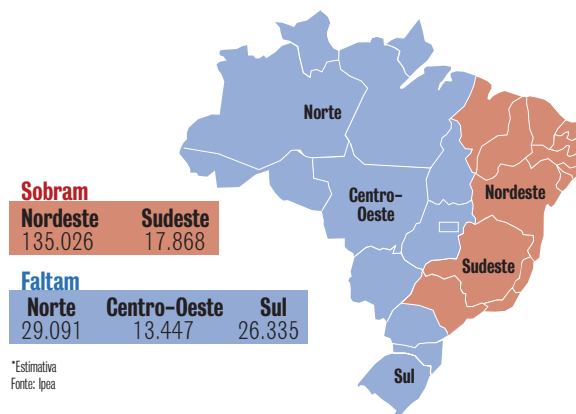 Norte
Centro-
Oeste
Nordeste
Sudeste
Sul
Sobram
Nordeste Sudeste
135.026 17.868
Faltam
Norte Centro-Oeste Sul
29.091 13.447 26.335
*Estimativa
Fonte: Ipea